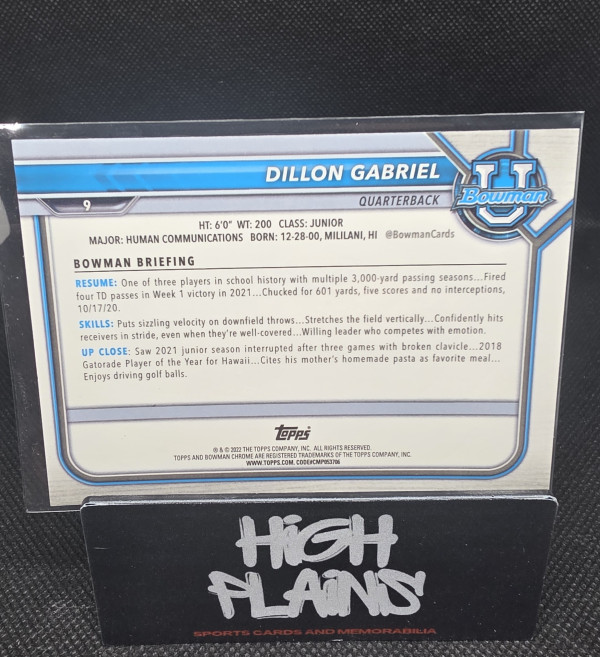 DILLON GABRIEL
U
Bowman
9
QUARTERBACK
HT: 6'0" WT: 200 CLASS: JUNIOR
MAJOR: HUMAN COMMUNICATIONS BORN: 12-28-00, MILILANI, HI @BowmanCards
BOWMAN BRIEFING
RESUME: One of three players in school history with multiple 3,000-yard passing seasons...Fired
four TD passes in Week 1 victory in 2021...Chucked for 601 yards, five scores and no interceptions,
10/17/20.
SKILLS: Puts sizzling velocity on downfield throws...Stretches the field vertically...Confidently hits
receivers in stride, even when they're well-covered...Willing leader who competes with emotion.
UP CLOSE: Saw 2021 junior season interrupted after three games with broken clavicle...2018
Gatorade Player of the Year for Hawaii...Cites his mother's homemade pasta as favorite meal...
Enjoys driving golf balls.
Topps
® & © 2022 THE TOPPS COMPANY, INC. ALL RIGHTS RESERVED.
TOPPS AND BOWMAN CHROME ARE REGISTERED TRADEMARKS OF THE TOPPS COMPANY, INC.
WWW.TOPPS.COM. CODE#CMP053706
HiGH
PLAiNS
SPORTS CARDS AND MEMORABILIA